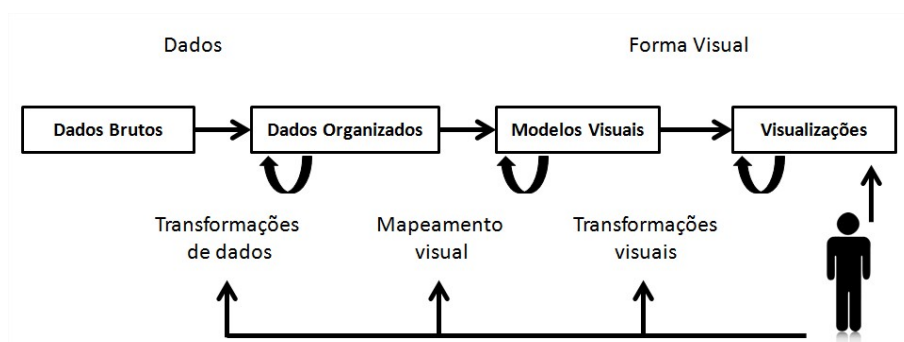 Dados
Forma Visual
Dados Brutos
Dados Organizados
Modelos Visuais
Visualizações
Transformações
de dados
Mapeamento
visual
Transformações
visuais